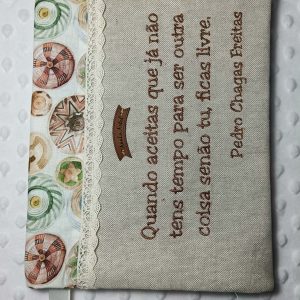 Quando aceitas que já não
tens tempo para ser outra
coisa senão tu, ficas livre.
Pedro Chagas Freitas